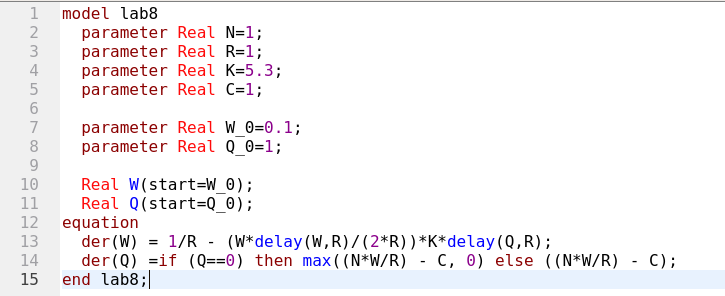 1 model lab8
2 parameter Real N=1;
3 parameter Real R=1;
4 parameter Real K=5.3;
5 parameter Real C=1;
6
7 parameter Real W_0=0.1;
8 parameter Real Q_0=1;
9
10 Real W(start=W_0);
11 Real Q(start=Q_0);
12 equation
13 der(W) = 1/R - (W*delay(W,R)/(2*R))*K*delay(Q,R);
14 der(Q) =if (Q==0) then max((N*W/R) - C, 0) else ((N*W/R) - C);
15 end lab8;